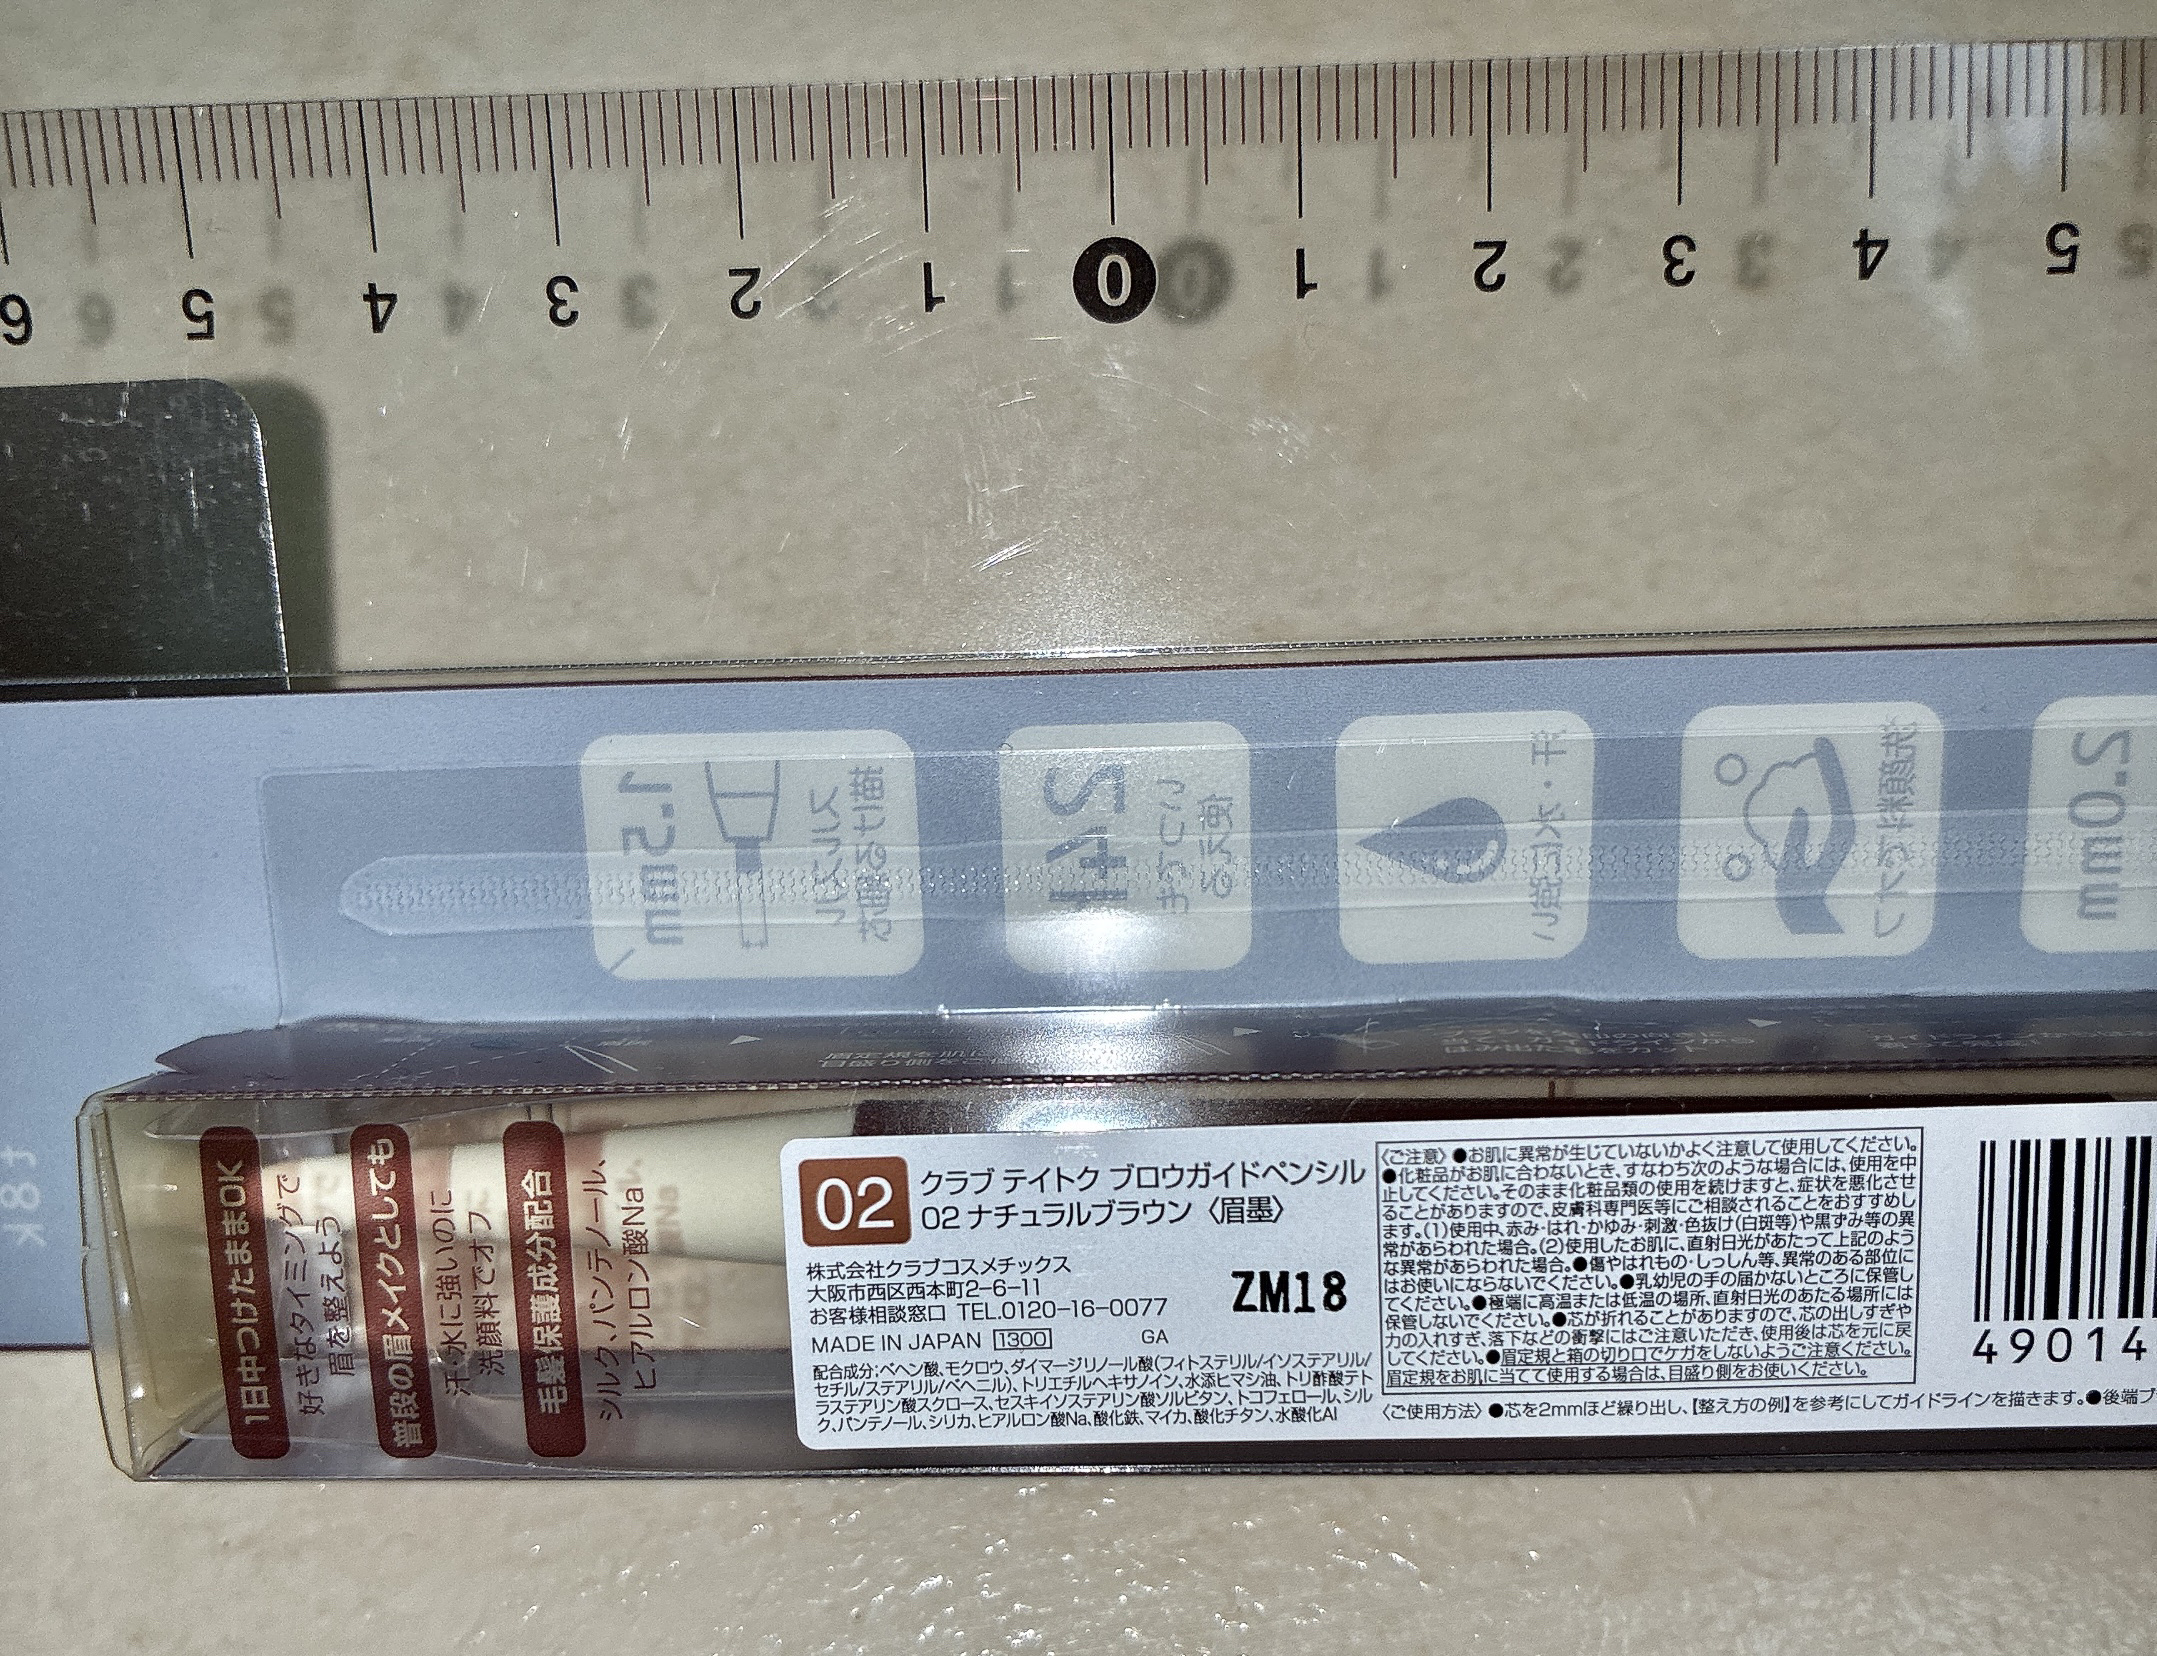 6 5 4 3 2 1 0 1 2 3 4 5
1.5mm
2.0mm
1日中つけたままOK
好きなタイミングで
眉を整えよう
普段の眉メイクとしても
汗・水に強いのに
洗顔料でオフ
毛髪保護成分配合
シルク、パンテノール、
ヒアルロン酸Na
02
クラブ テイトク ブロウガイドペンシル
02 ナチュラルブラウン〈眉墨〉
株式会社クラブコスメチックス
大阪市西区西本町2-6-11
お客様相談窓口 TEL.0120-16-0077
MADE IN JAPAN 1300 GA
ZM18
配合成分:ベヘン酸、モクロウ、ダイマージリノール酸(フィトステリル/イソステアリル/
セチル/ステアリル/ベヘニル)、トリエチルヘキサノイン、水添ヒマシ油、トリ酢酸テト
ラステアリン酸スクロース、セスキイソステアリン酸ソルビタン、トコフェロール、シル
ク、パンテノール、シリカ、ヒアルロン酸Na、酸化鉄、マイカ、酸化チタン、水酸化Al
〈ご注意〉●お肌に異常が生じていないかよく注意して使用してください。
●化粧品がお肌に合わないとき、すなわち次のような場合には、使用を中
止してください。そのまま化粧品類の使用を続けますと、症状を悪化させ
ることがありますので、皮膚科専門医等にご相談されることをおすすめし
ます。(1)使用中、赤み・はれ・かゆみ・刺激・色抜け(白斑等)や黒ずみ等の異
常があらわれた場合。(2)使用したお肌に、直射日光があたって上記のよう
な異常があらわれた場合。●傷やはれもの・しっしん等、異常のある部位に
はお使いにならないでください。●乳幼児の手の届かないところに保管し
てください。●極端に高温または低温の場所、直射日光のあたる場所には
保管しないでください。●芯が折れることがありますので、芯の出しすぎや
力の入れすぎ、落下などの衝撃にはご注意いただき、使用後は芯を元に戻
してください。●眉定規と箱の切り口でケガをしないようご注意ください。
眉定規をお肌に当てて使用する場合は、目盛り側をお使いください。
〈ご使用方法〉●芯を2mmほど繰り出し、【整え方の例】を参考にしてガイドラインを描きます。●後端ブ
49014